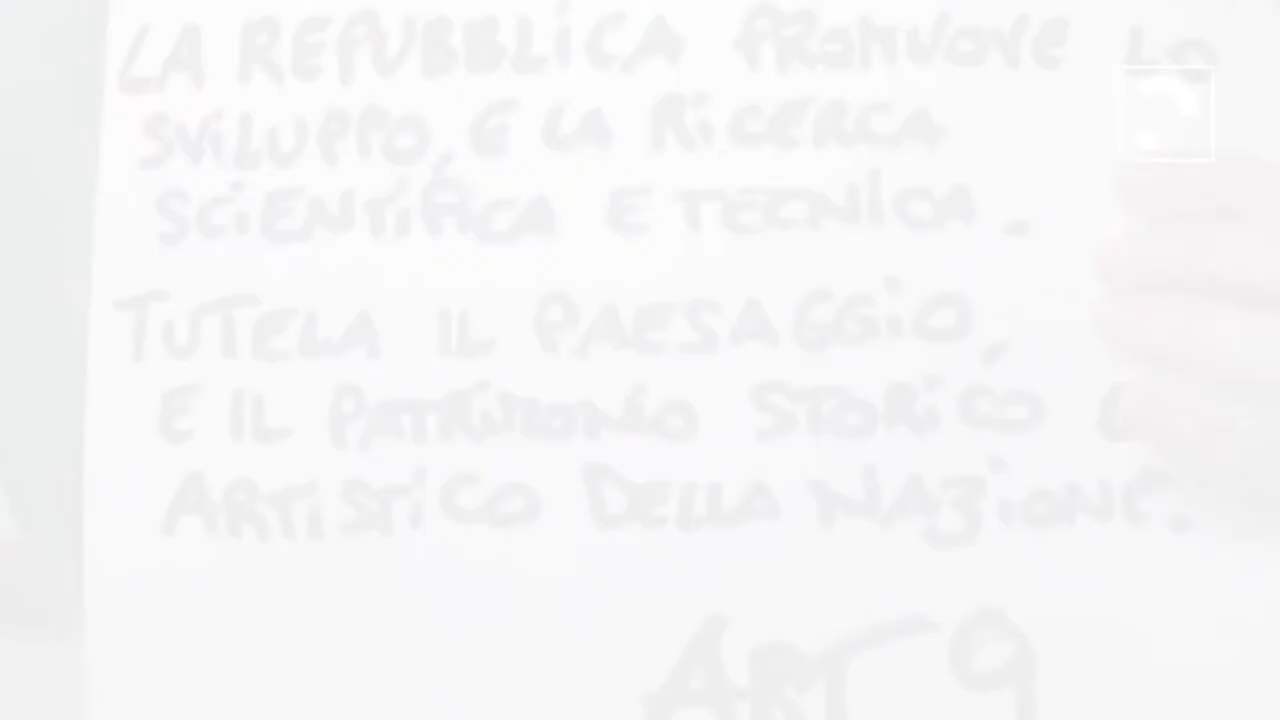 LA REPUBBLICA PROMUOVE LO
SVILUPPO, E LA RICERCA
SCIENTIFICA E TECNICA.
TUTELA IL PAESAGGIO,
E IL PATRIMONIO STORICO E
ARTISTICO DELLA NAZIONE.
ART 9